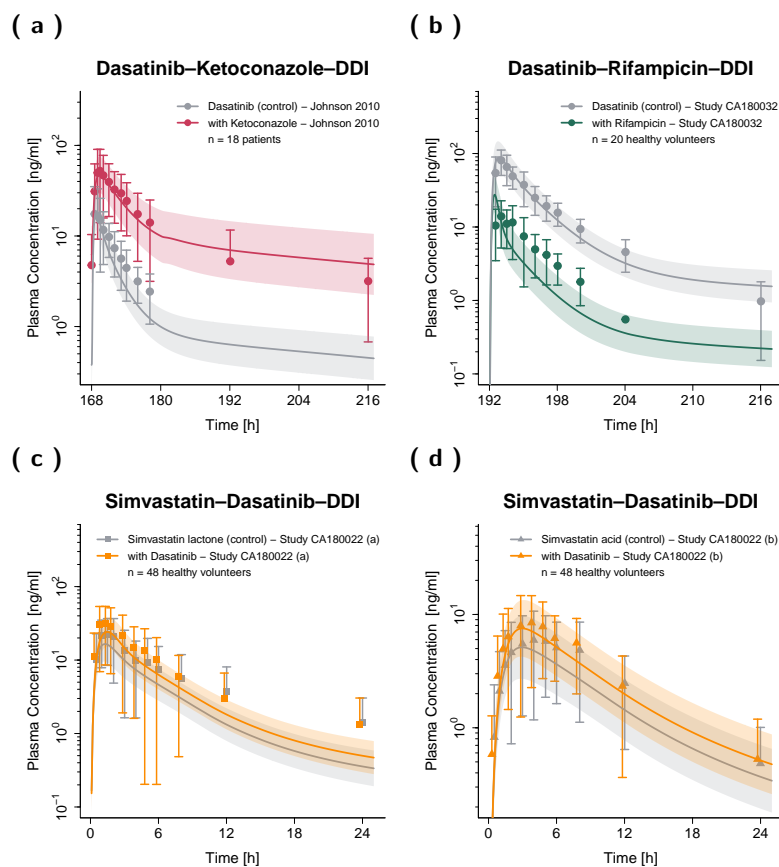 ( a )
Dasatinib–Ketoconazole–DDI
Dasatinib (control) – Johnson 2010
with Ketoconazole – Johnson 2010
n = 18 patients
Plasma Concentration [ng/ml]
10²
10¹
10⁰
168 180 192 204 216
Time [h]
( b )
Dasatinib–Rifampicin–DDI
Dasatinib (control) – Study CA180032
with Rifampicin – Study CA180032
n = 20 healthy volunteers
Plasma Concentration [ng/ml]
10²
10¹
10⁰
10⁻¹
192 198 204 210 216
Time [h]
( c )
Simvastatin–Dasatinib–DDI
Simvastatin lactone (control) – Study CA180022 (a)
with Dasatinib – Study CA180022 (a)
n = 48 healthy volunteers
Plasma Concentration [ng/ml]
10²
10¹
10⁰
10⁻¹
0 6 12 18 24
Time [h]
( d )
Simvastatin–Dasatinib–DDI
Simvastatin acid (control) – Study CA180022 (b)
with Dasatinib – Study CA180022 (b)
n = 48 healthy volunteers
Plasma Concentration [ng/ml]
10¹
10⁰
0 6 12 18 24
Time [h]